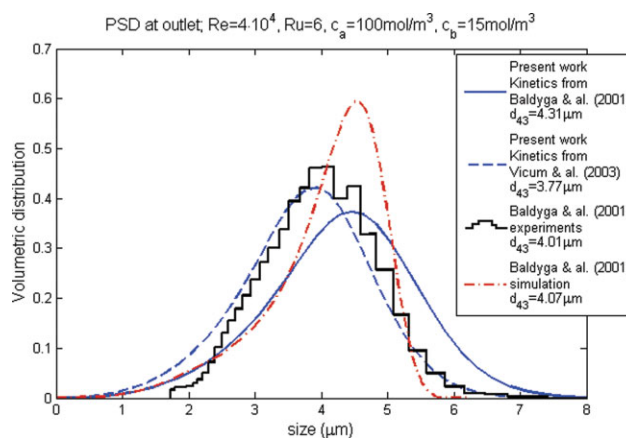 PSD at outlet; Re=4·10⁴, Ru=6, c_a=100mol/m³, c_b=15mol/m³
0.7
0.6
0.5
0.4
0.3
0.2
0.1
0
Volumetric distribution
0 1 2 3 4 5 6 7 8
size (μm)
Present work
Kinetics from
Baldyga & al. (2001
d₄₃=4.31μm
Present work
Kinetics from
Vicum & al. (2003)
d₄₃=3.77μm
Baldyga & al. (2001
experiments
d₄₃=4.01μm
Baldyga & al. (2001
simulation
d₄₃=4.07μm